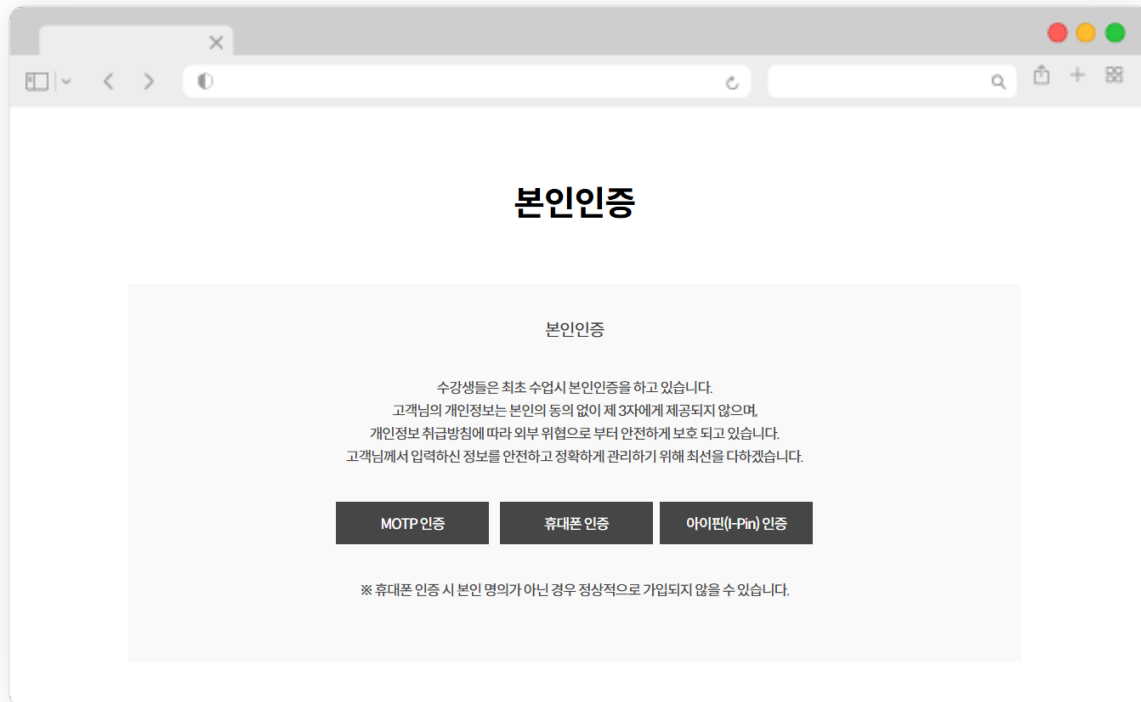 본인인증
본인인증
수강생들은 최초 수업시 본인인증을 하고 있습니다.
고객님의 개인정보는 본인의 동의 없이 제 3자에게 제공되지 않으며,
개인정보 취급방침에 따라 외부 위협으로 부터 안전하게 보호 되고 있습니다.
고객님께서 입력하신 정보를 안전하고 정확하게 관리하기 위해 최선을 다하겠습니다.
MOTP 인증
휴대폰 인증
아이핀(I-Pin) 인증
※ 휴대폰 인증 시 본인 명의가 아닌 경우 정상적으로 가입되지 않을 수 있습니다.